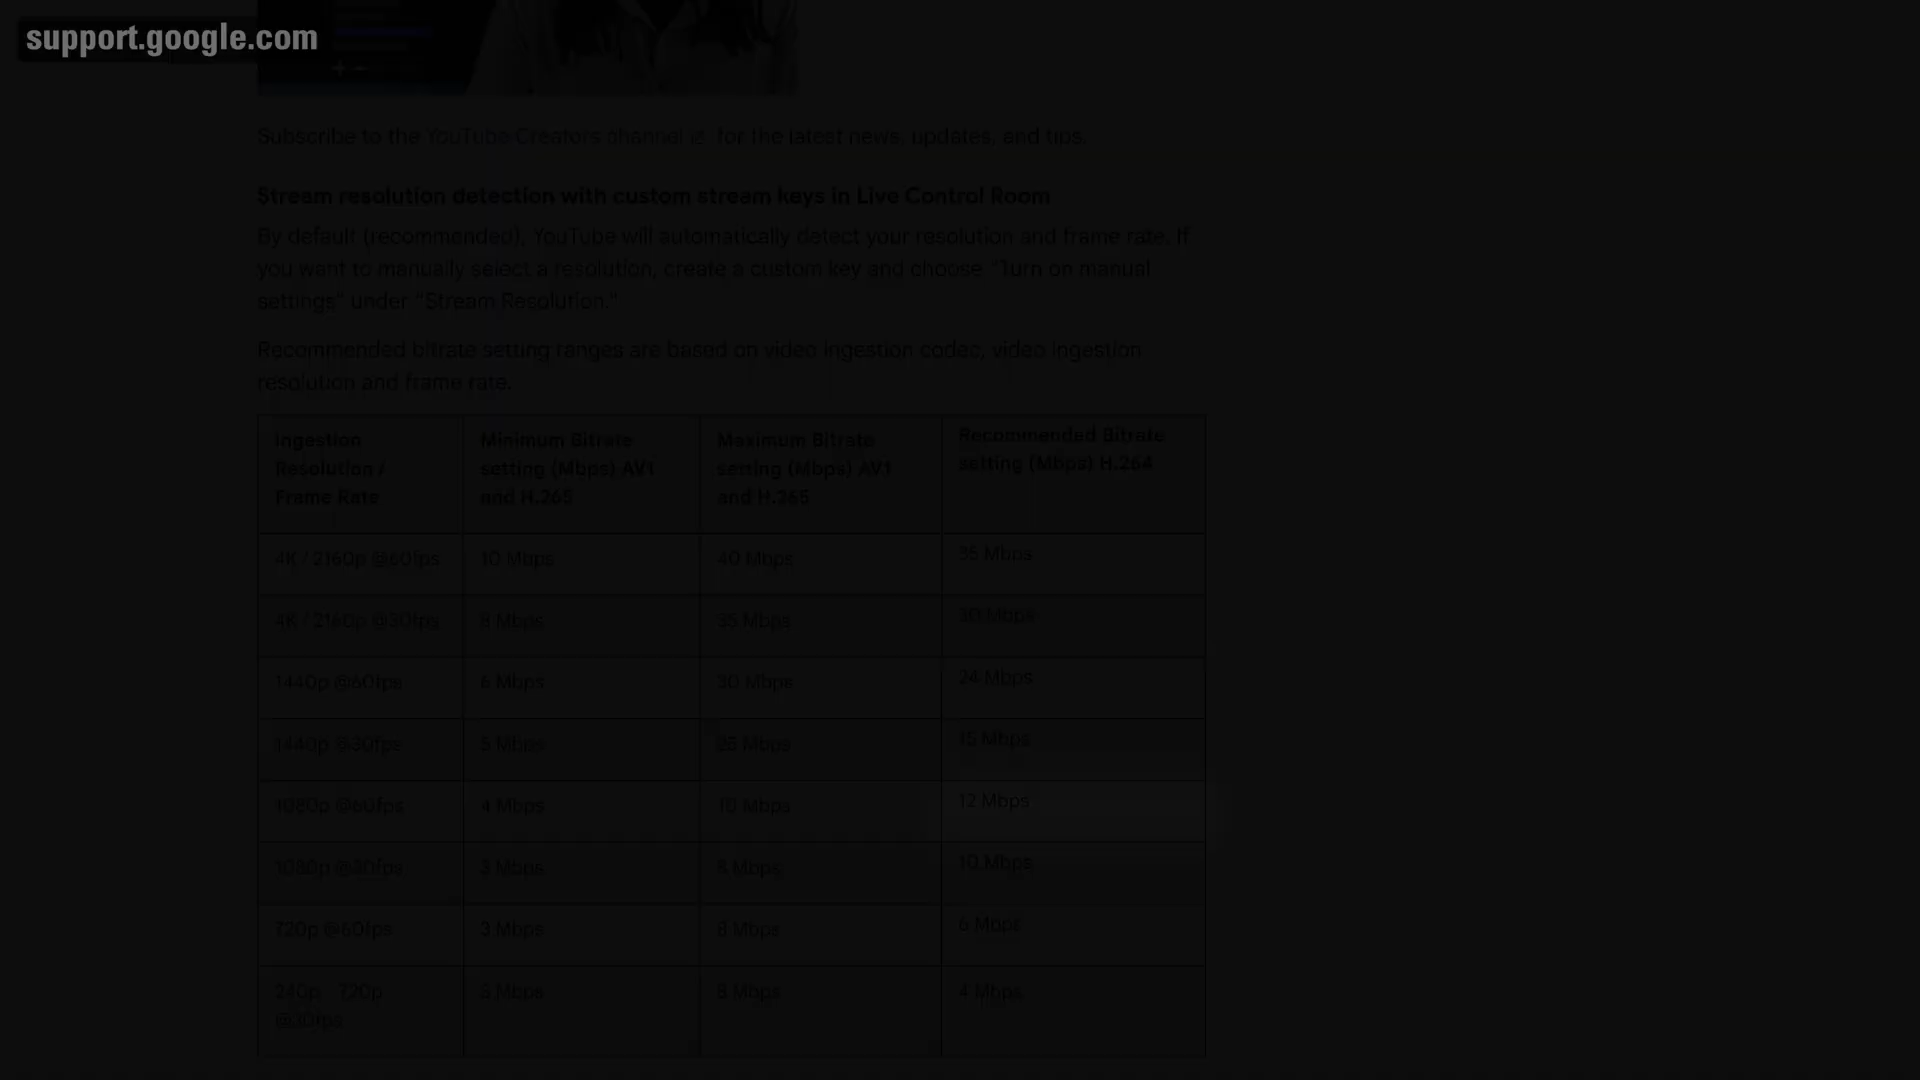 support.google.com
Subscribe to the YouTube Creators channel for the latest news, updates, and tips.
Stream resolution detection with custom stream keys in Live Control Room
By default (recommended), YouTube will automatically detect your resolution and frame rate. If
you want to manually select a resolution, create a custom key and choose “Turn on manual
settings” under “Stream Resolution.”
Recommended bitrate setting ranges are based on video ingestion codec, video ingestion
resolution and frame rate.
Ingestion Resolution / Frame Rate
Minimum Bitrate setting (Mbps) AV1 and H.265
Maximum Bitrate setting (Mbps) AV1 and H.265
Recommended Bitrate setting (Mbps) H.264
4K / 2160p @60fps 10 Mbps 40 Mbps 35 Mbps
4K / 2160p @30fps 8 Mbps 35 Mbps 30 Mbps
1440p @60fps 6 Mbps 30 Mbps 24 Mbps
1440p @30fps 5 Mbps 25 Mbps 15 Mbps
1080p @60fps 4 Mbps 10 Mbps 12 Mbps
1080p @30fps 3 Mbps 8 Mbps 10 Mbps
720p @60fps 3 Mbps 8 Mbps 6 Mbps
240p - 720p @30fps 3 Mbps 8 Mbps 4 Mbps